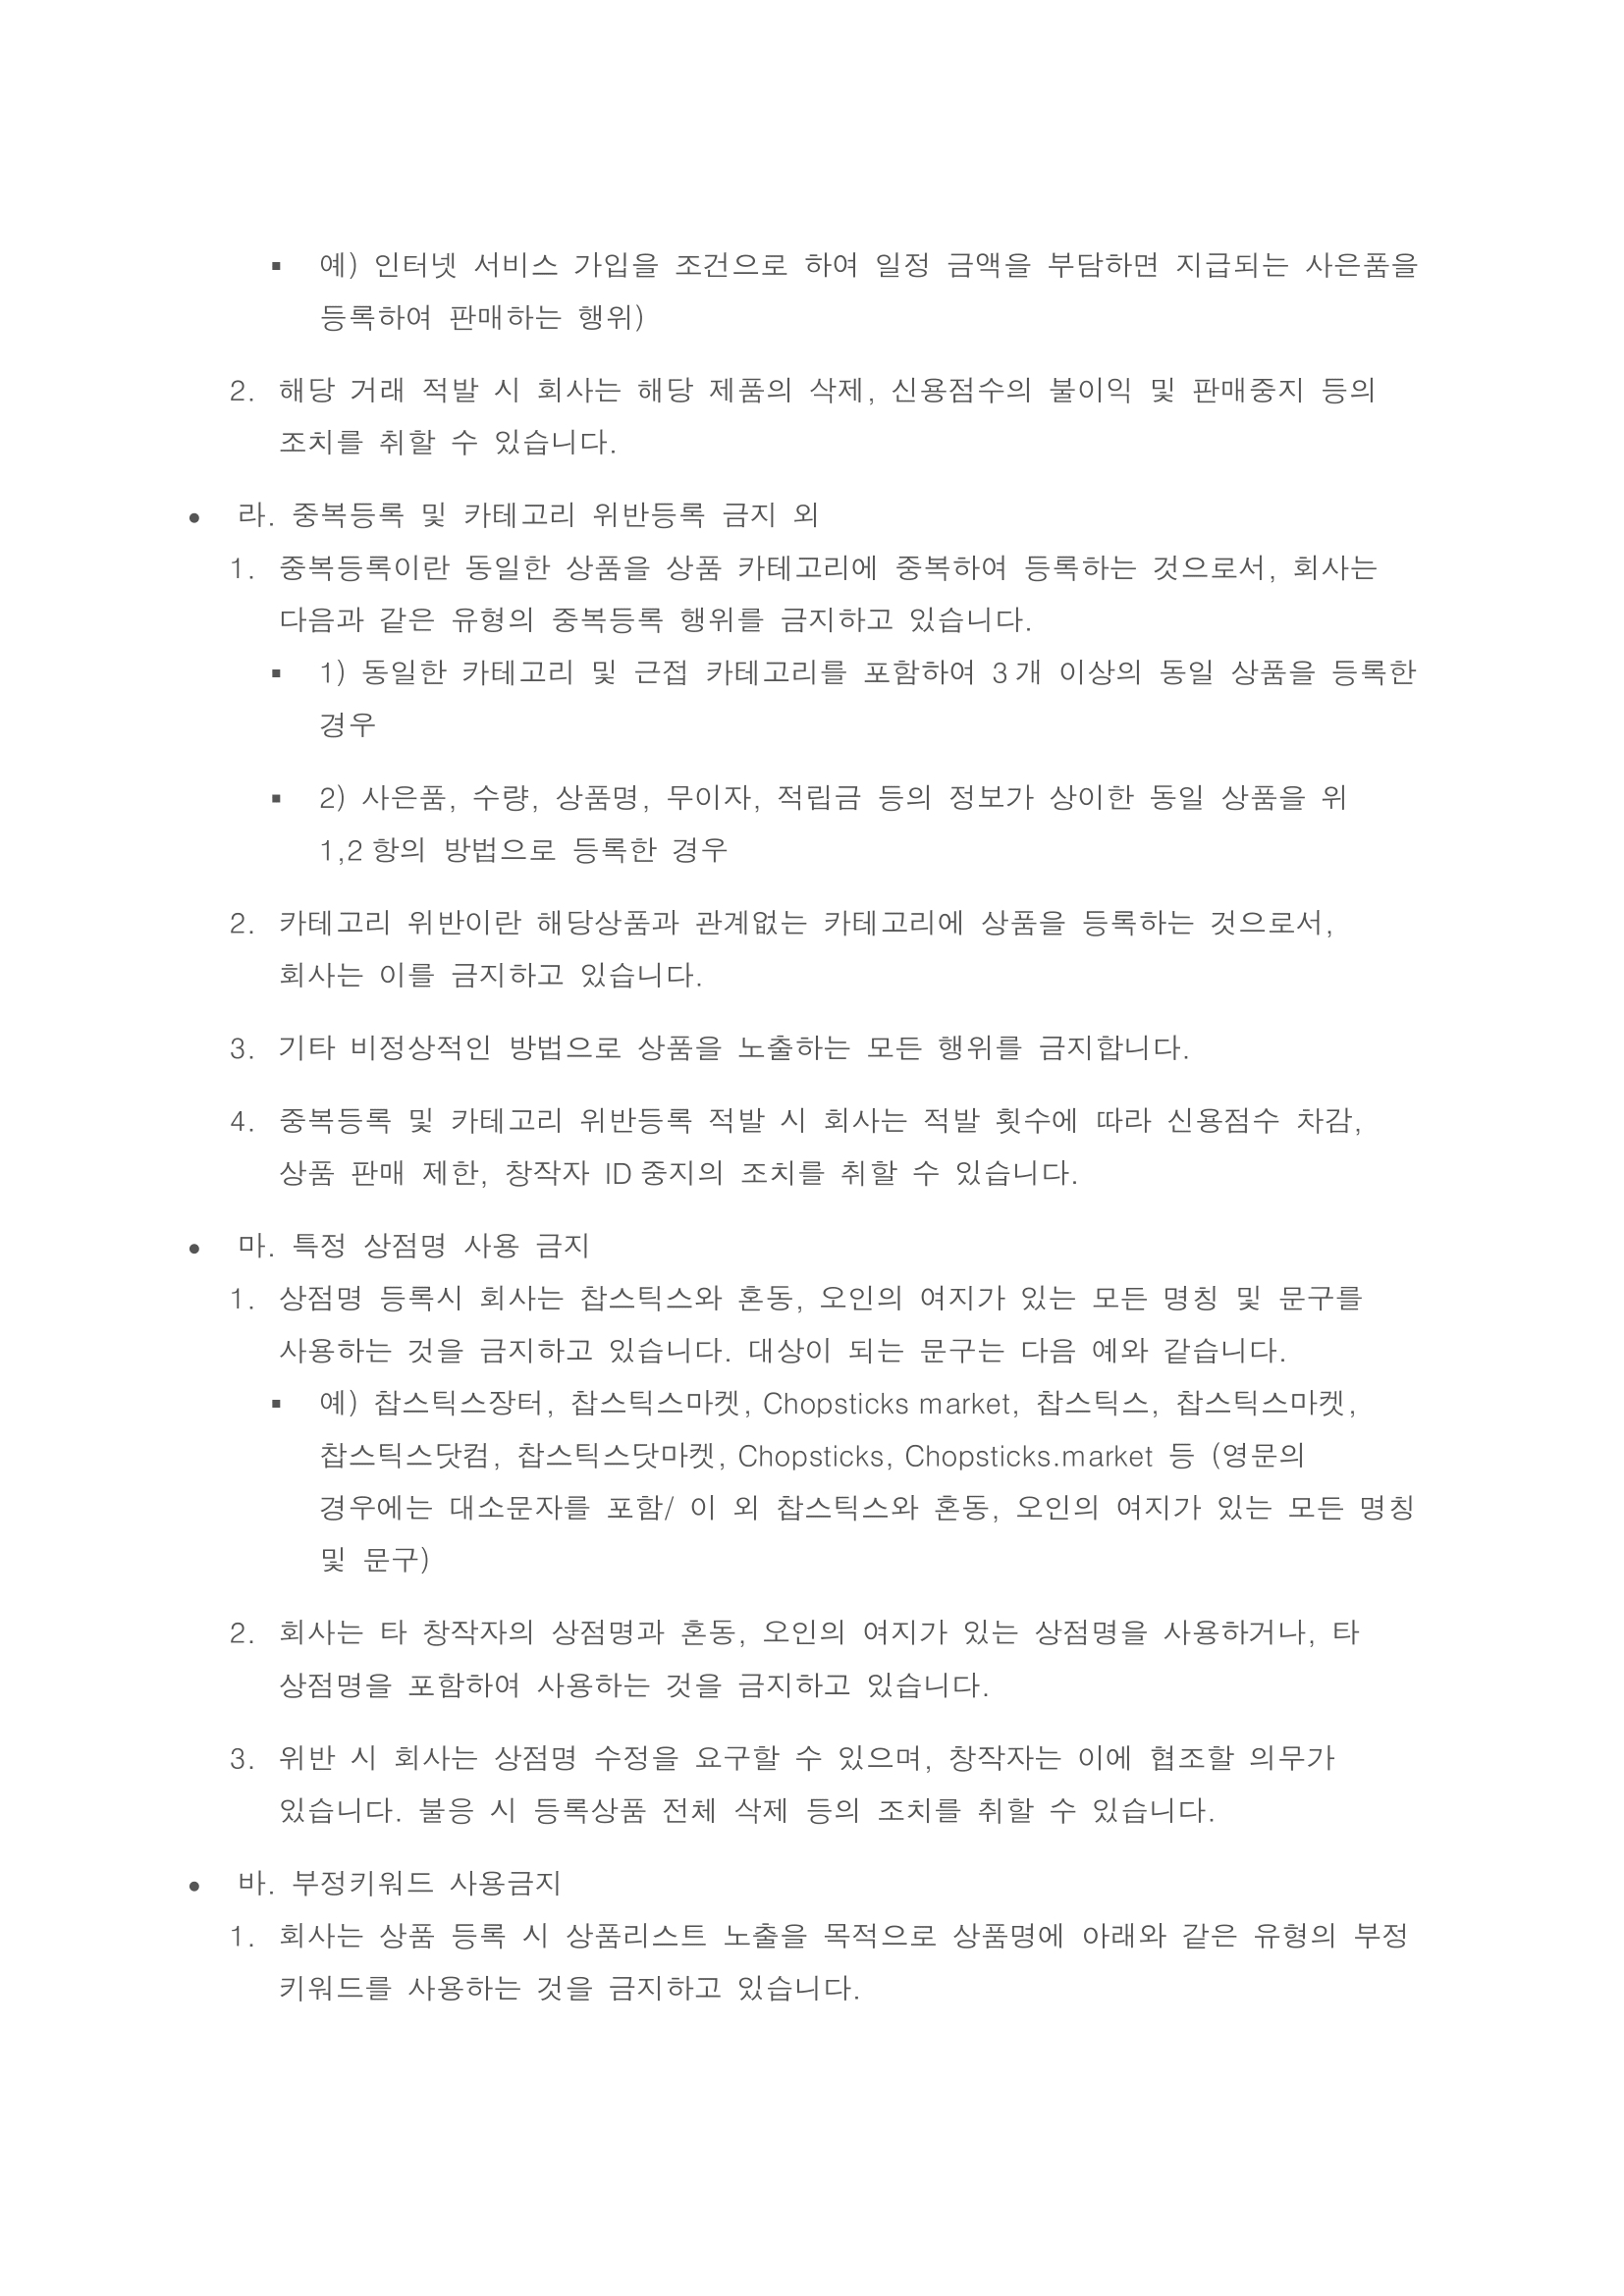 ▪ 예) 인터넷 서비스 가입을 조건으로 하여 일정 금액을 부담하면 지급되는 사은품을
등록하여 판매하는 행위)
2. 해당 거래 적발 시 회사는 해당 제품의 삭제, 신용점수의 불이익 및 판매중지 등의
조치를 취할 수 있습니다.
● 라. 중복등록 및 카테고리 위반등록 금지 외
1. 중복등록이란 동일한 상품을 상품 카테고리에 중복하여 등록하는 것으로서, 회사는
다음과 같은 유형의 중복등록 행위를 금지하고 있습니다.
▪ 1) 동일한 카테고리 및 근접 카테고리를 포함하여 3개 이상의 동일 상품을 등록한
경우
▪ 2) 사은품, 수량, 상품명, 무이자, 적립금 등의 정보가 상이한 동일 상품을 위
1,2항의 방법으로 등록한 경우
2. 카테고리 위반이란 해당상품과 관계없는 카테고리에 상품을 등록하는 것으로서,
회사는 이를 금지하고 있습니다.
3. 기타 비정상적인 방법으로 상품을 노출하는 모든 행위를 금지합니다.
4. 중복등록 및 카테고리 위반등록 적발 시 회사는 적발 횟수에 따라 신용점수 차감,
상품 판매 제한, 창작자 ID중지의 조치를 취할 수 있습니다.
● 마. 특정 상점명 사용 금지
1. 상점명 등록시 회사는 찹스틱스와 혼동, 오인의 여지가 있는 모든 명칭 및 문구를
사용하는 것을 금지하고 있습니다. 대상이 되는 문구는 다음 예와 같습니다.
▪ 예) 찹스틱스장터, 찹스틱스마켓, Chopsticks market, 찹스틱스, 찹스틱스마켓,
찹스틱스닷컴, 찹스틱스닷마켓, Chopsticks, Chopsticks.market 등 (영문의
경우에는 대소문자를 포함/ 이 외 찹스틱스와 혼동, 오인의 여지가 있는 모든 명칭
및 문구)
2. 회사는 타 창작자의 상점명과 혼동, 오인의 여지가 있는 상점명을 사용하거나, 타
상점명을 포함하여 사용하는 것을 금지하고 있습니다.
3. 위반 시 회사는 상점명 수정을 요구할 수 있으며, 창작자는 이에 협조할 의무가
있습니다. 불응 시 등록상품 전체 삭제 등의 조치를 취할 수 있습니다.
● 바. 부정키워드 사용금지
1. 회사는 상품 등록 시 상품리스트 노출을 목적으로 상품명에 아래와 같은 유형의 부정
키워드를 사용하는 것을 금지하고 있습니다.